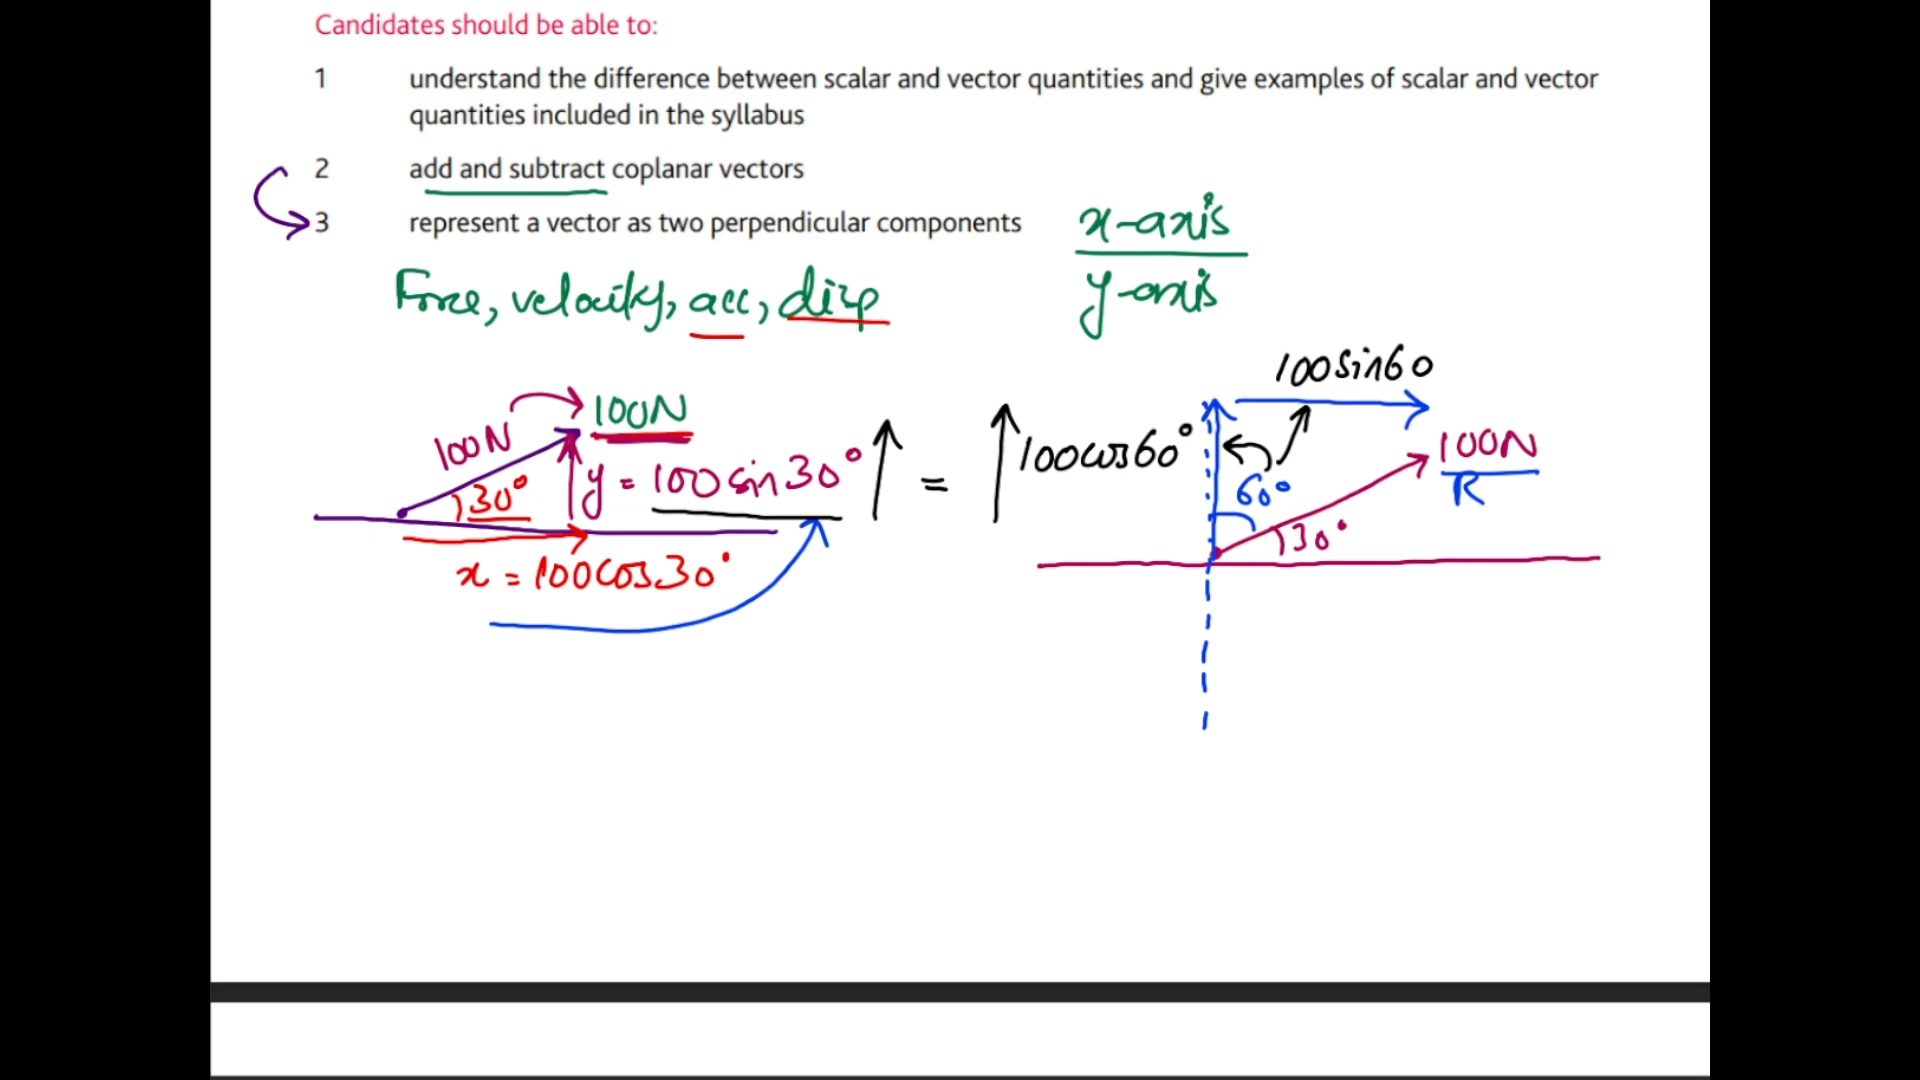 Candidates should be able to:
1 understand the difference between scalar and vector quantities and give examples of scalar and vector
quantities included in the syllabus
2 add and subtract coplanar vectors
3 represent a vector as two perpendicular components
x-axis
y-axis
Force, velocity, acc, disp
100N
100N
30°
y = 100 sin 30°
x = 100 cos 30°
=
100 cos 60°
100 sin 60
100N
R
60°
30°